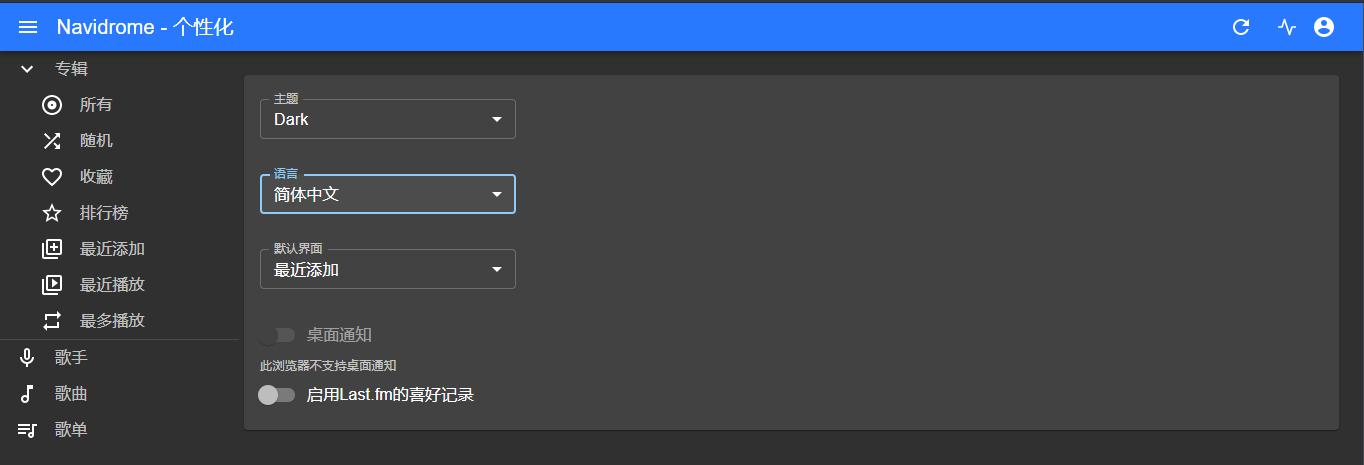 Navidrome - 个性化
专辑
所有
随机
收藏
排行榜
最近添加
最近播放
最多播放
歌手
歌曲
歌单
主题
Dark
语言
简体中文
默认界面
最近添加
桌面通知
此浏览器不支持桌面通知
启用Last.fm的喜好记录